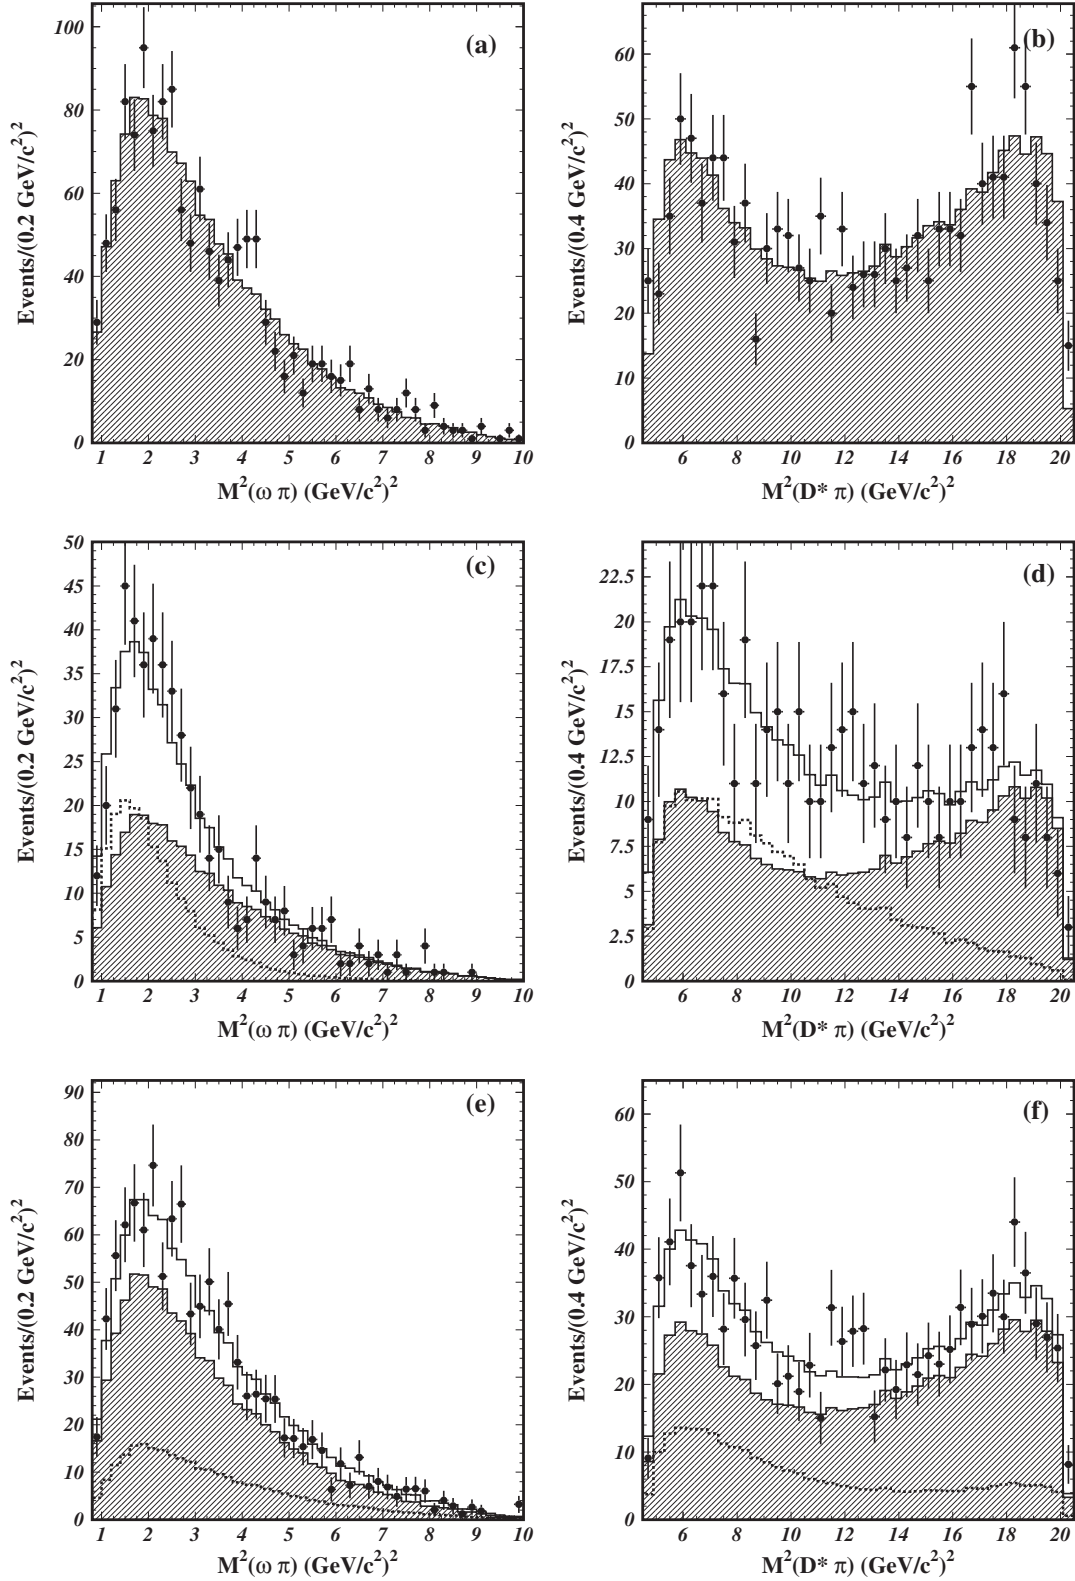 100
80
60
40
20
0
1 2 3 4 5 6 7 8 9 10
Events/(0.2 GeV/c²)²
M²(ω π) (GeV/c²)²
(a)
60
50
40
30
20
10
0
6 8 10 12 14 16 18 20
Events/(0.4 GeV/c²)²
M²(D* π) (GeV/c²)²
(b)
50
45
40
35
30
25
20
15
10
5
0
1 2 3 4 5 6 7 8 9 10
Events/(0.2 GeV/c²)²
M²(ω π) (GeV/c²)²
(c)
22.5
20
17.5
15
12.5
10
7.5
5
2.5
0
6 8 10 12 14 16 18 20
Events/(0.4 GeV/c²)²
M²(D* π) (GeV/c²)²
(d)
90
80
70
60
50
40
30
20
10
0
1 2 3 4 5 6 7 8 9 10
Events/(0.2 GeV/c²)²
M²(ω π) (GeV/c²)²
(e)
60
50
40
30
20
10
0
6 8 10 12 14 16 18 20
Events/(0.4 GeV/c²)²
M²(D* π) (GeV/c²)²
(f)